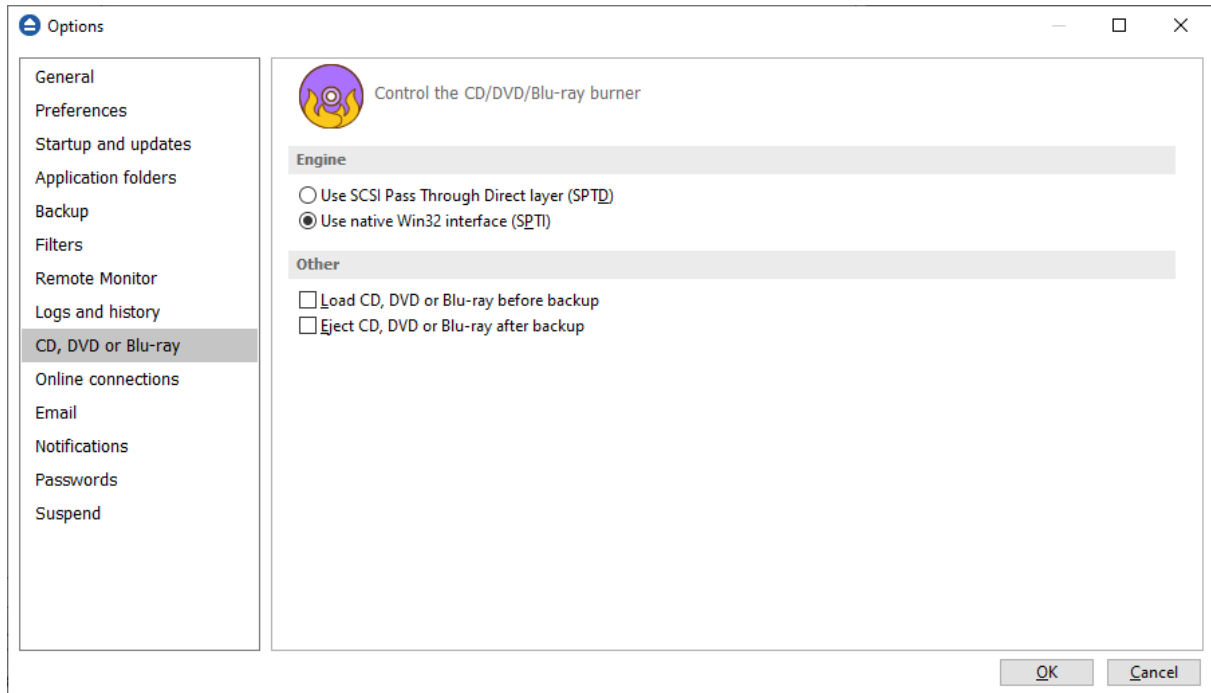 Options
General
Preferences
Startup and updates
Application folders
Backup
Filters
Remote Monitor
Logs and history
CD, DVD or Blu-ray
Online connections
Email
Notifications
Passwords
Suspend
Control the CD/DVD/Blu-ray burner
Engine
Use SCSI Pass Through Direct layer (SPTD)
Use native Win32 interface (SPTI)
Other
Load CD, DVD or Blu-ray before backup
Eject CD, DVD or Blu-ray after backup
OK
Cancel